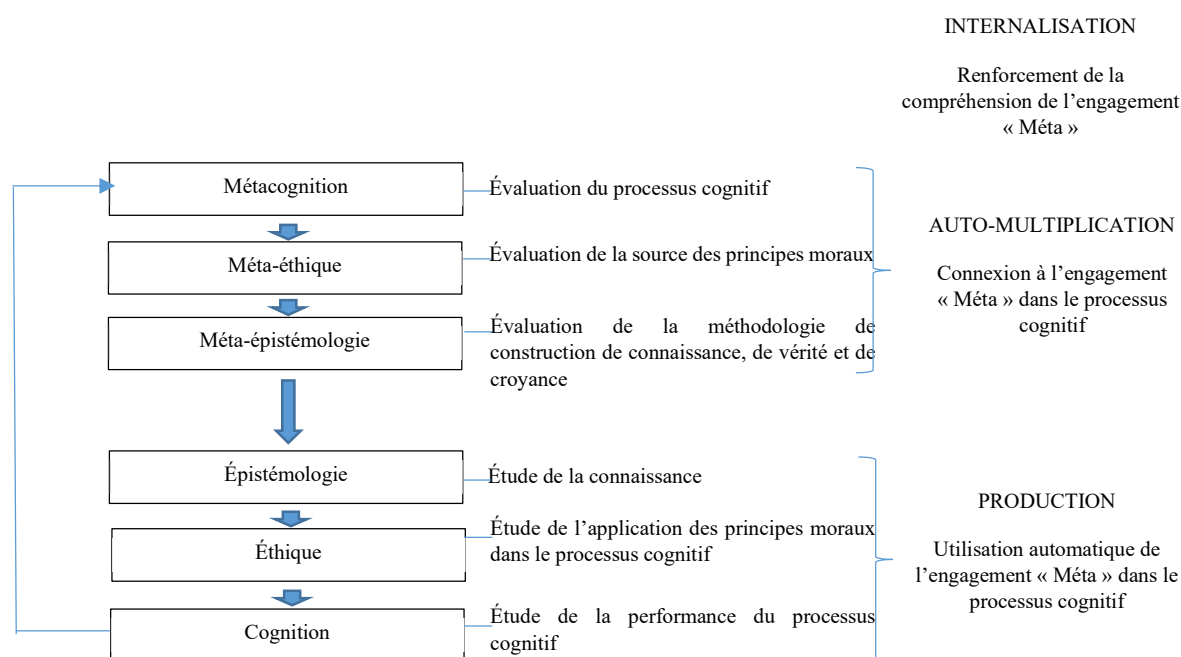 INTERNALISATION
Renforcement de la
compréhension de l’engagement
« Méta »
Métacognition
Évaluation du processus cognitif
Méta-éthique
Évaluation de la source des principes moraux
Méta-épistémologie
Évaluation de la méthodologie de
construction de connaissance, de vérité et de
croyance
AUTO-MULTIPLICATION
Connexion à l’engagement
« Méta » dans le processus
cognitif
Épistémologie
Étude de la connaissance
Éthique
Étude de l’application des principes moraux
dans le processus cognitif
Cognition
Étude de la performance du processus
cognitif
PRODUCTION
Utilisation automatique de
l’engagement « Méta » dans le
processus cognitif